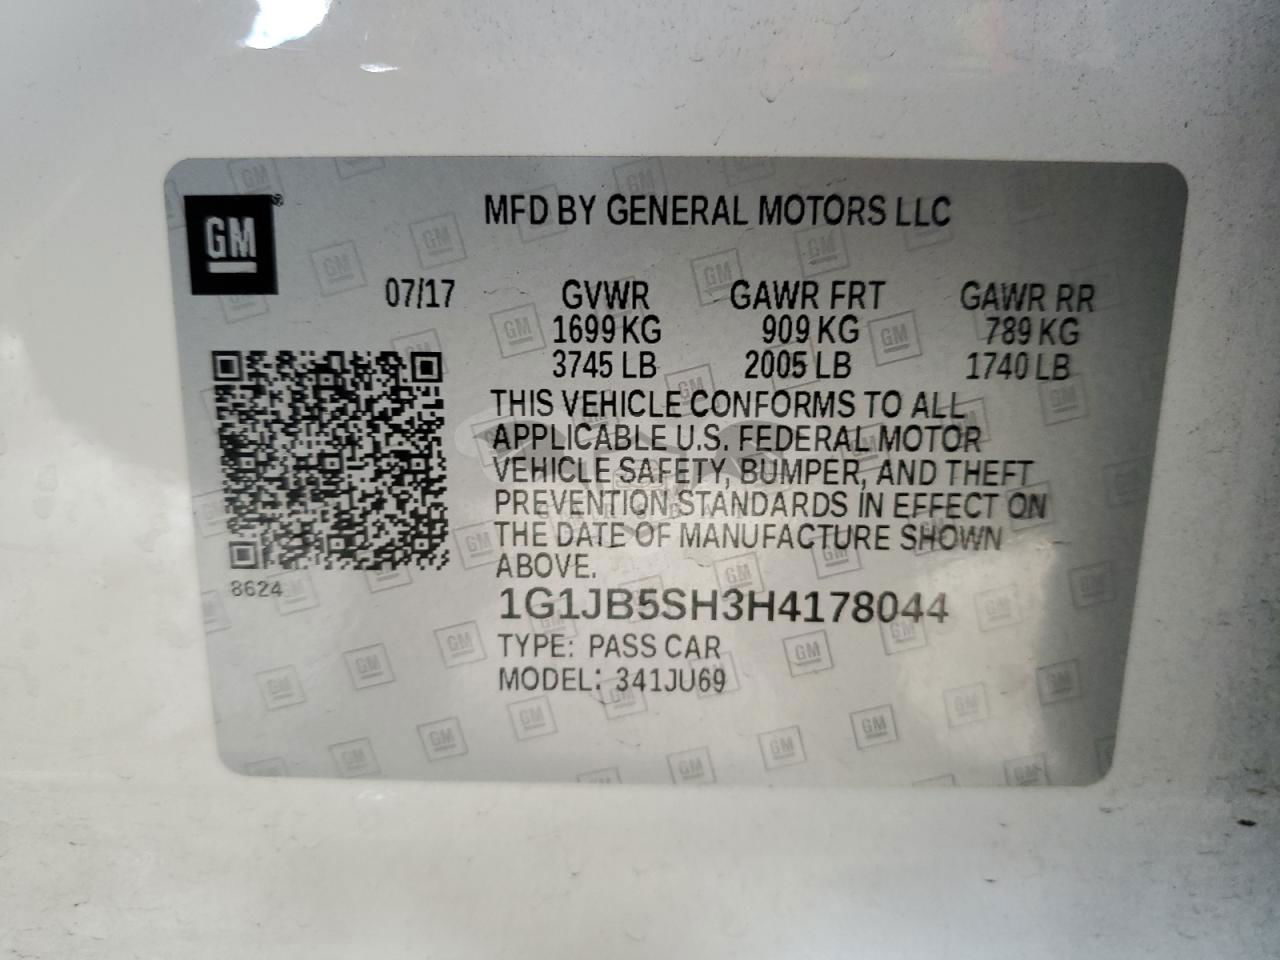 GM
MFD BY GENERAL MOTORS LLC
07/17 GVWR GAWR FRT GAWR RR
1699 KG 909 KG 789 KG
3745 LB 2005 LB 1740 LB
THIS VEHICLE CONFORMS TO ALL
APPLICABLE U.S. FEDERAL MOTOR
VEHICLE SAFETY, BUMPER, AND THEFT
PREVENTION STANDARDS IN EFFECT ON
THE DATE OF MANUFACTURE SHOWN
ABOVE.
8624
1G1JB5SH3H4178044
TYPE: PASS CAR
MODEL: 341JU69